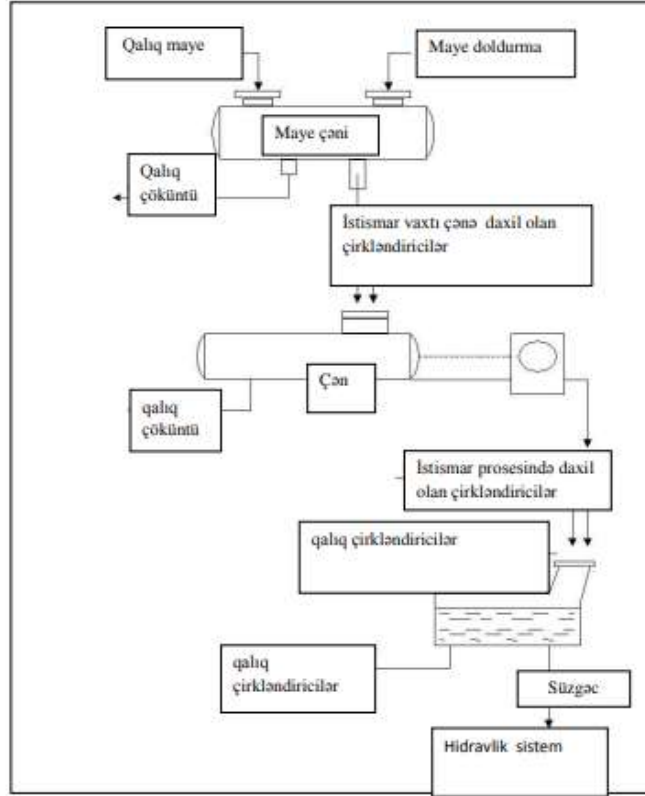 Qalıq maye
Maye doldurma
Maye çəni
Qalıq
çöküntü
İstismar vaxtı çənə daxil olan
çirkləndiricilər
Çən
qalıq
çöküntü
İstismar prosesində daxil
olan çirkləndiricilər
qalıq çirkləndiricilər
qalıq
çirkləndiricilər
Süzgəc
Hidravlik sistem